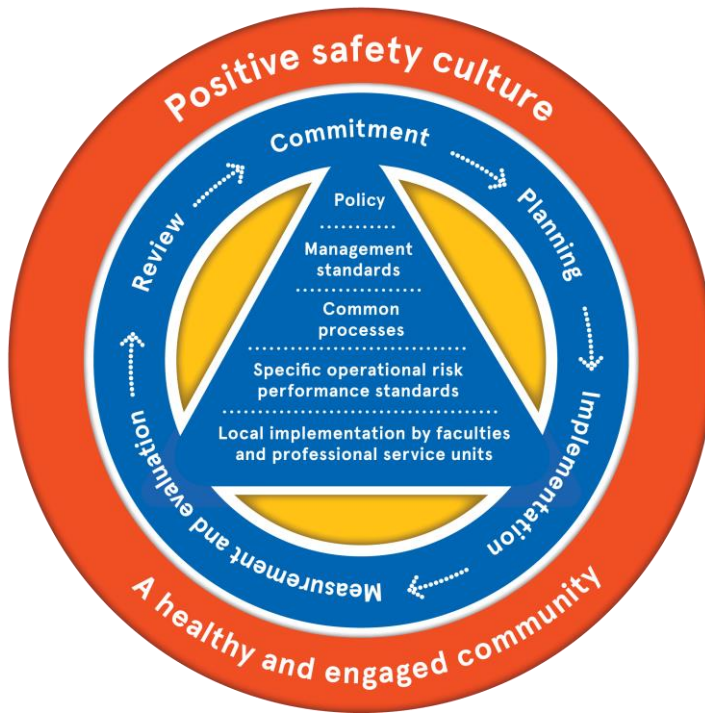 Positive safety culture
Commitment
Planning
Implementation
Measurement and evaluation
Review
Policy
Management
standards
Common
processes
Specific operational risk
performance standards
Local implementation by faculties
and professional service units
A healthy and engaged community